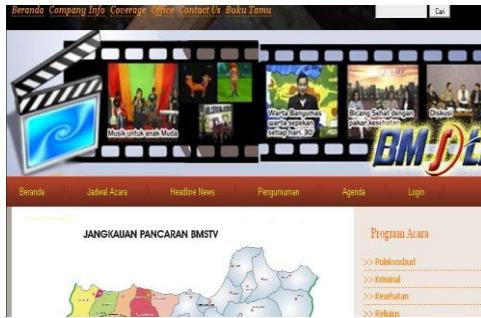 Beranda Company Info Coverage Office Contact Us Buku Tamu
Cari
Musik untuk anak Muda
Warta Banyumas
warta sepekan
setiap hari. 30
Bicang Sehat dengan
pakar kesehatan
Diskusi
BM
Beranda Jadwal Acara Headline News Pengumuman Agenda Login
JANGKAUAN PANCARAN BMSTV
Program Acara
>> Poleksosbud
>> Kriminal
>> Kesehatan
>> Religius